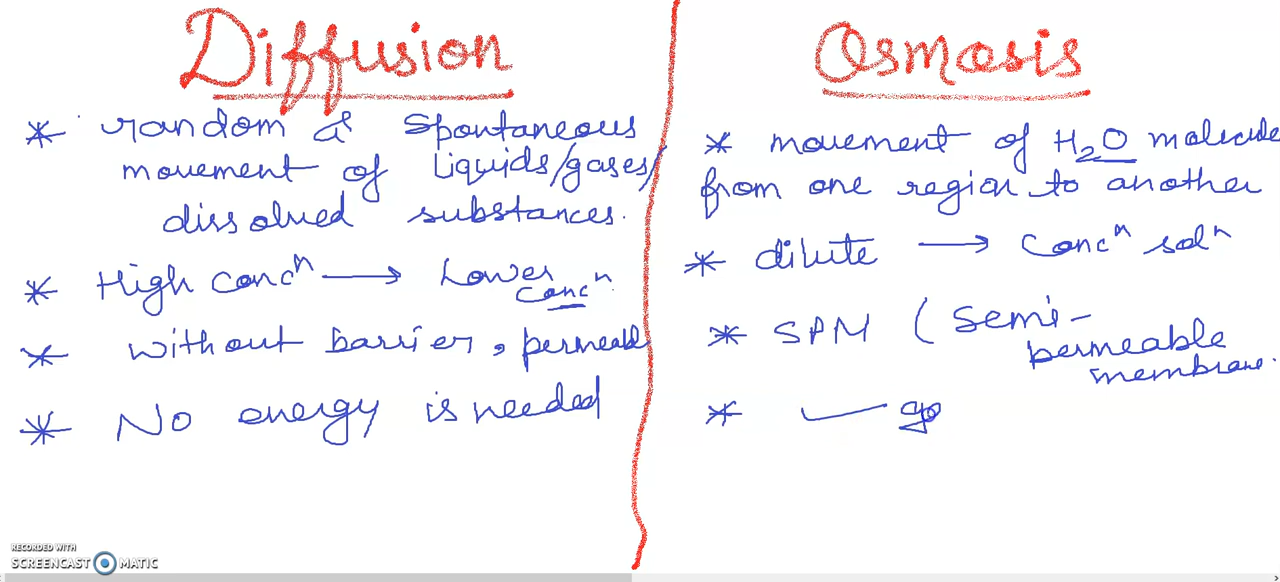 Diffusion
* random & spontaneous
movement of liquids/gases/
dissolved substances.
* High concⁿ → Lower
concⁿ.
* without barrier, permeabl
* No energy is needed
Osmosis
* movement of H₂O molecule
from one region to another
* dilute → concⁿ solⁿ
* SPM (semi-
permeable
membrane.
*
RECORDED WITH
SCREENCAST MATIC